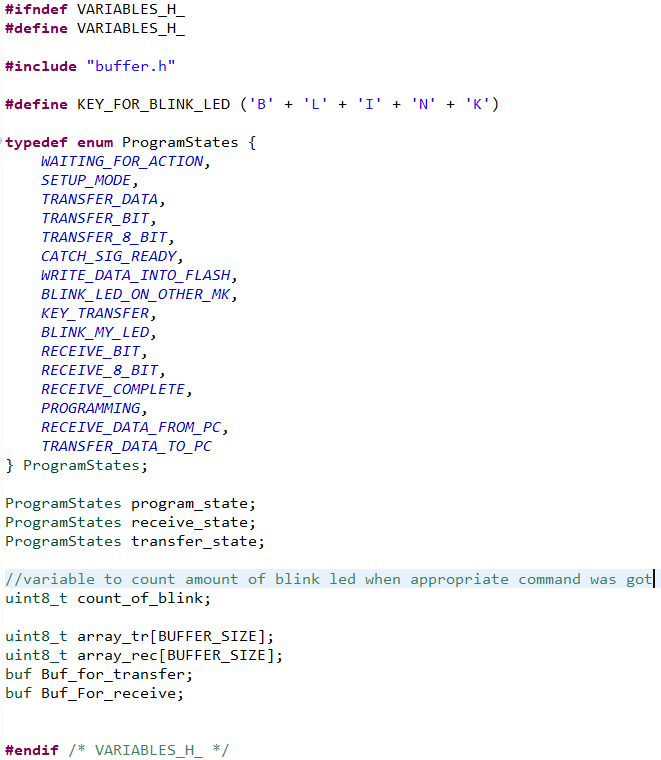 #ifndef VARIABLES_H_
#define VARIABLES_H_
#include "buffer.h"
#define KEY_FOR_BLINK_LED ('B' + 'L' + 'I' + 'N' + 'K')
typedef enum ProgramStates {
    WAITING_FOR_ACTION,
    SETUP_MODE,
    TRANSFER_DATA,
    TRANSFER_BIT,
    TRANSFER_8_BIT,
    CATCH_SIG_READY,
    WRITE_DATA_INTO_FLASH,
    BLINK_LED_ON_OTHER_MK,
    KEY_TRANSFER,
    BLINK_MY_LED,
    RECEIVE_BIT,
    RECEIVE_8_BIT,
    RECEIVE_COMPLETE,
    PROGRAMMING,
    RECEIVE_DATA_FROM_PC,
    TRANSFER_DATA_TO_PC
} ProgramStates;
ProgramStates program_state;
ProgramStates receive_state;
ProgramStates transfer_state;
//variable to count amount of blink led when appropriate command was got
uint8_t count_of_blink;
uint8_t array_tr[BUFFER_SIZE];
uint8_t array_rec[BUFFER_SIZE];
buf Buf_for_transfer;
buf Buf_For_receive;
#endif /* VARIABLES_H_ */